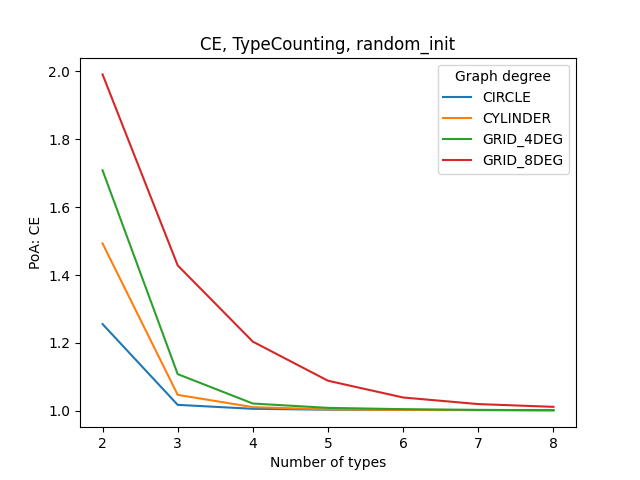 CE, TypeCounting, random_init
Graph degree
CIRCLE
CYLINDER
GRID_4DEG
GRID_8DEG
PoA: CE
2.0
1.8
1.6
1.4
1.2
1.0
2 3 4 5 6 7 8
Number of types